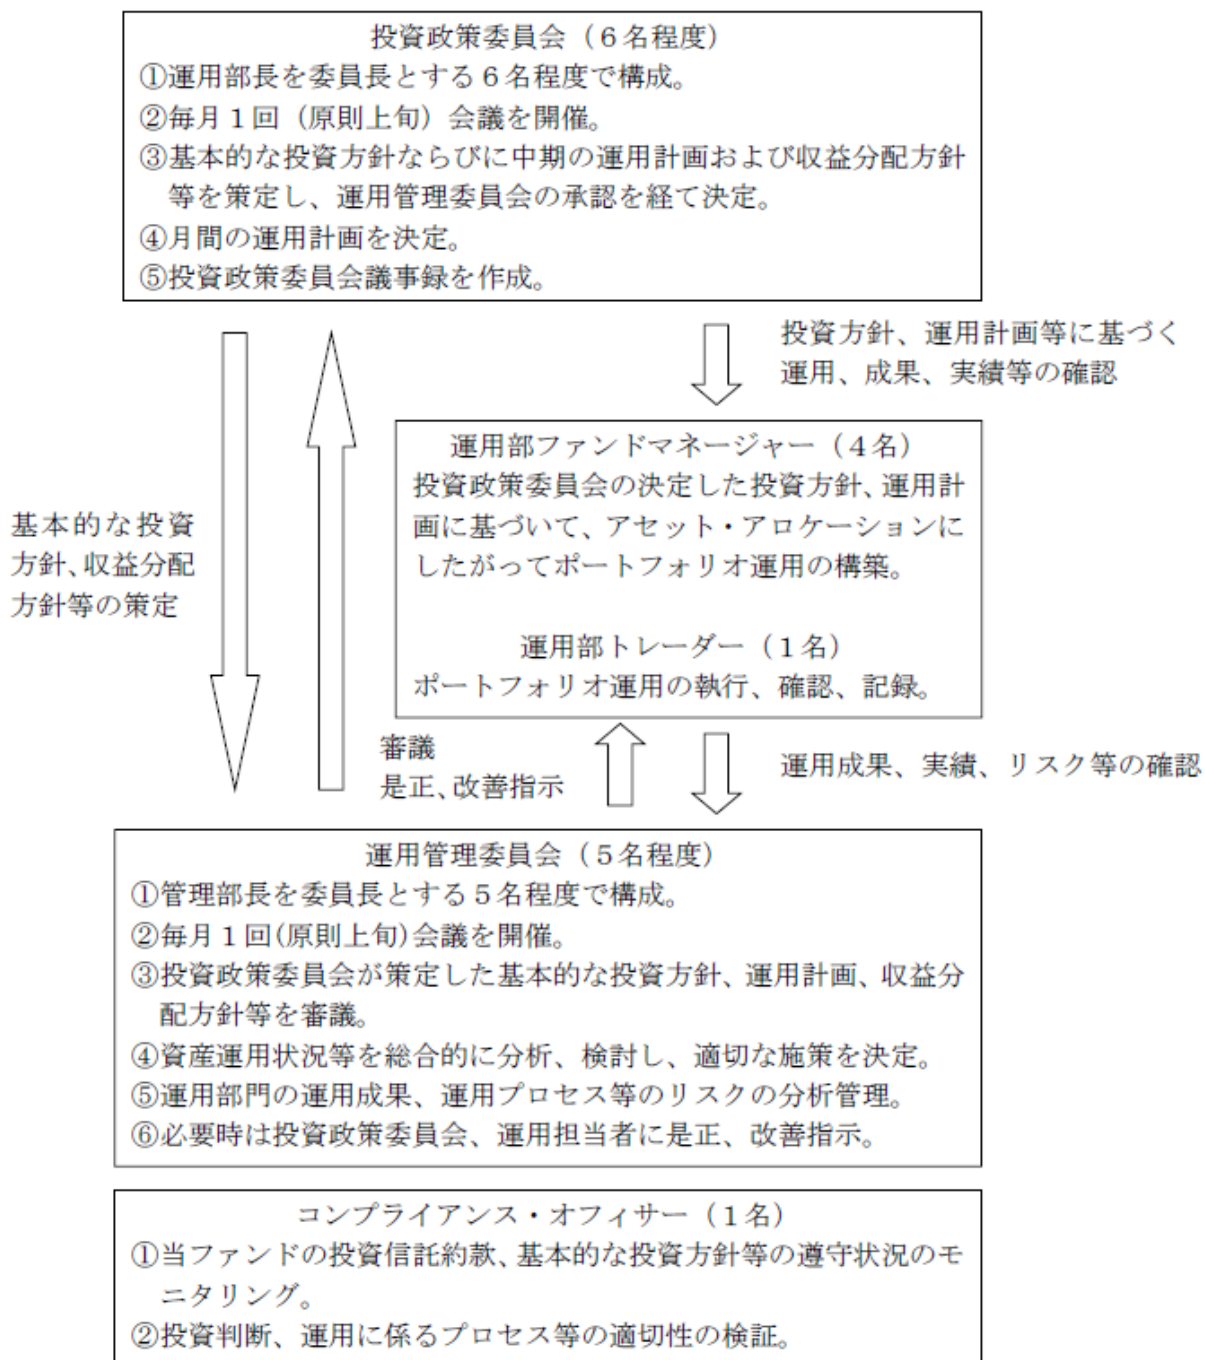 投資政策委員会（６名程度）
①運用部長を委員長とする６名程度で構成。
②毎月１回（原則上旬）会議を開催。
③基本的な投資方針ならびに中期の運用計画および収益分配方針
等を策定し、運用管理委員会の承認を経て決定。
④月間の運用計画を決定。
⑤投資政策委員会議事録を作成。
投資方針、運用計画等に基づく
運用、成果、実績等の確認
運用部ファンドマネージャー（４名）
投資政策委員会の決定した投資方針、運用計
画に基づいて、アセット・アロケーションに
したがってポートフォリオ運用の構築。
基本的な投資
方針、収益分配
方針等の策定
運用部トレーダー（１名）
ポートフォリオ運用の執行、確認、記録。
審議
是正、改善指示
運用成果、実績、リスク等の確認
運用管理委員会（５名程度）
①管理部長を委員長とする５名程度で構成。
②毎月１回(原則上旬)会議を開催。
③投資政策委員会が策定した基本的な投資方針、運用計画、収益分
配方針等を審議。
④資産運用状況等を総合的に分析、検討し、適切な施策を決定。
⑤運用部門の運用成果、運用プロセス等のリスクの分析管理。
⑥必要時は投資政策委員会、運用担当者に是正、改善指示。
コンプライアンス・オフィサー（１名）
①当ファンドの投資信託約款、基本的な投資方針等の遵守状況のモ
ニタリング。
②投資判断、運用に係るプロセス等の適切性の検証。